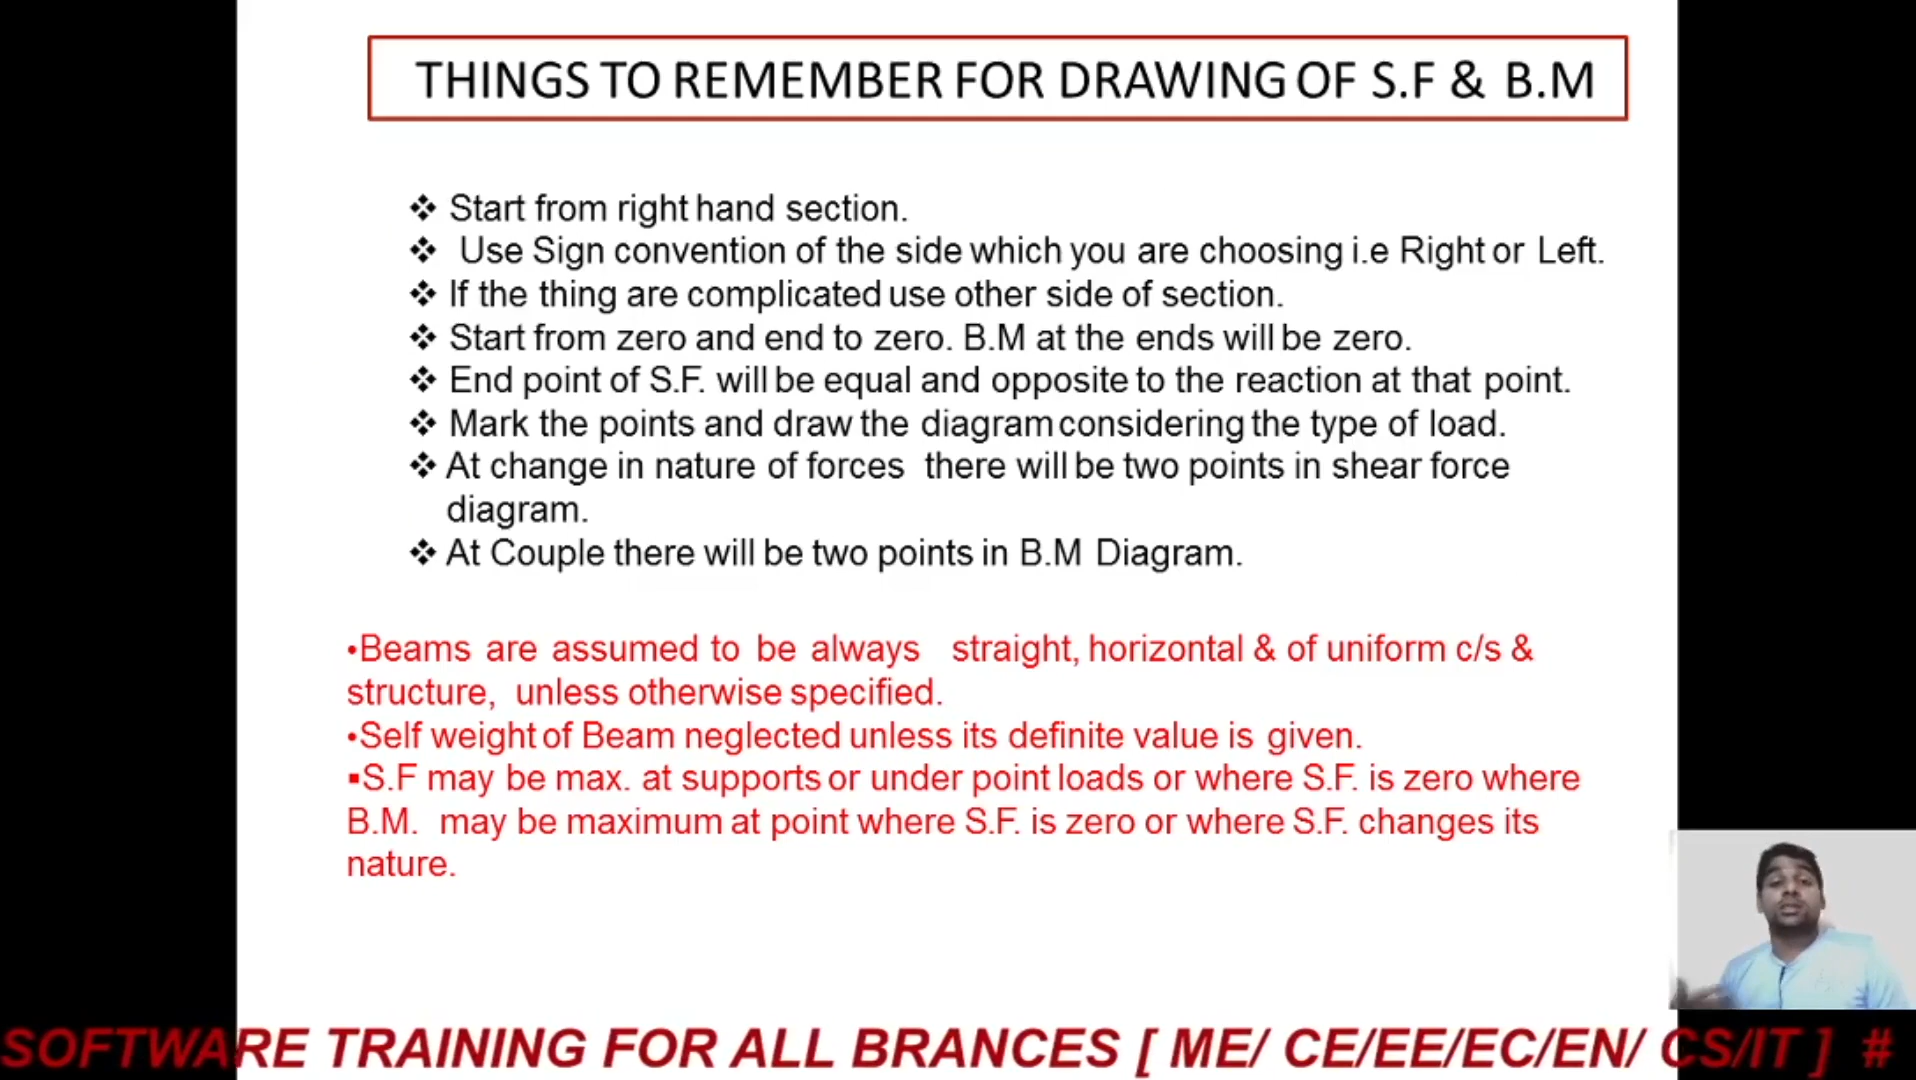 THINGS TO REMEMBER FOR DRAWING OF S.F & B.M
❖ Start from right hand section.
❖ Use Sign convention of the side which you are choosing i.e Right or Left.
❖ If the thing are complicated use other side of section.
❖ Start from zero and end to zero. B.M at the ends will be zero.
❖ End point of S.F. will be equal and opposite to the reaction at that point.
❖ Mark the points and draw the diagram considering the type of load.
❖ At change in nature of forces there will be two points in shear force
diagram.
❖ At Couple there will be two points in B.M Diagram.
•Beams are assumed to be always straight, horizontal & of uniform c/s &
structure, unless otherwise specified.
•Self weight of Beam neglected unless its definite value is given.
▪S.F may be max. at supports or under point loads or where S.F. is zero where
B.M. may be maximum at point where S.F. is zero or where S.F. changes its
nature.
SOFTWARE TRAINING FOR ALL BRANCES [ ME/ CE/EE/EC/EN/ CS/IT ] #